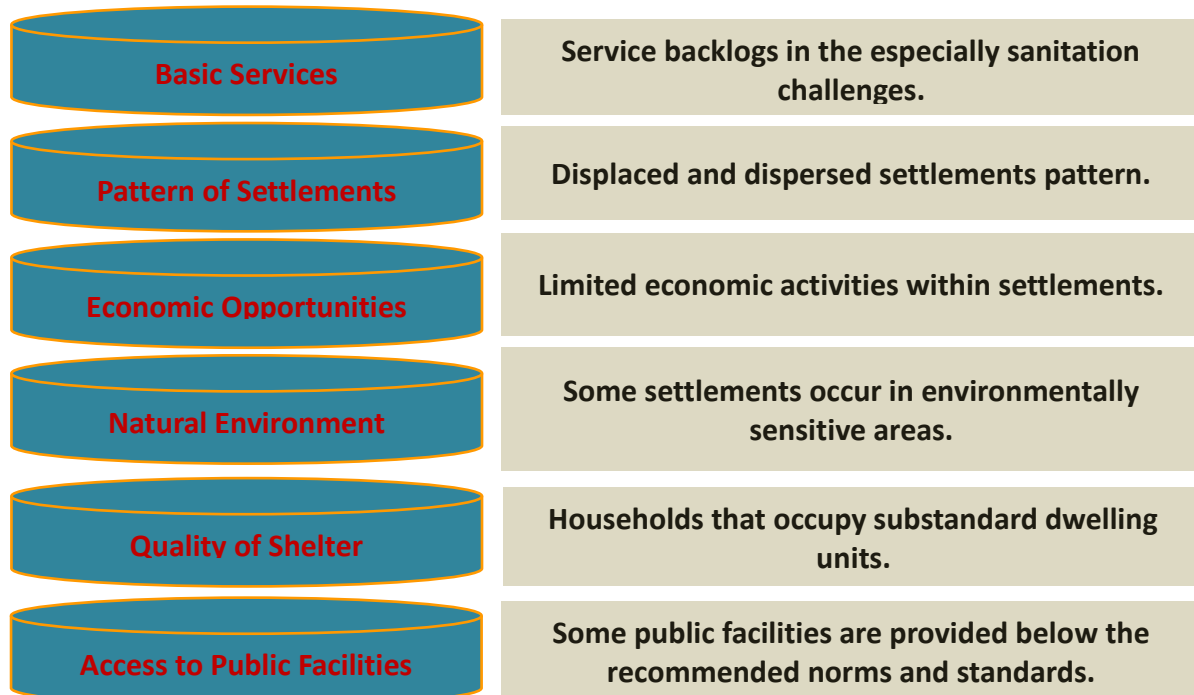 Basic Services
Service backlogs in the especially sanitation
challenges.
Pattern of Settlements
Displaced and dispersed settlements pattern.
Economic Opportunities
Limited economic activities within settlements.
Natural Environment
Some settlements occur in environmentally
sensitive areas.
Quality of Shelter
Households that occupy substandard dwelling
units.
Access to Public Facilities
Some public facilities are provided below the
recommended norms and standards.